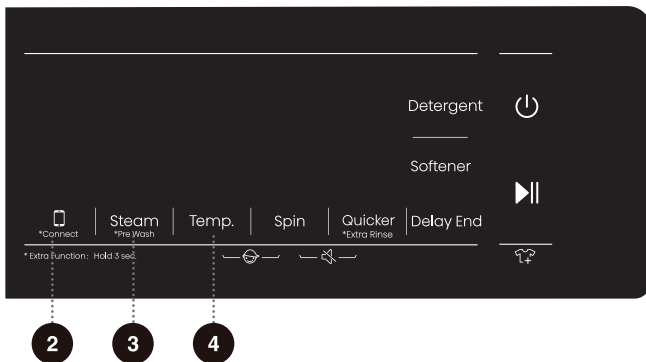 Detergent
Softener
Steam Temp. Spin Quicker Delay End
*Connect *Pre Wash *Extra Rinse
* Extra Function: Hold 3 sec.
2 3 4